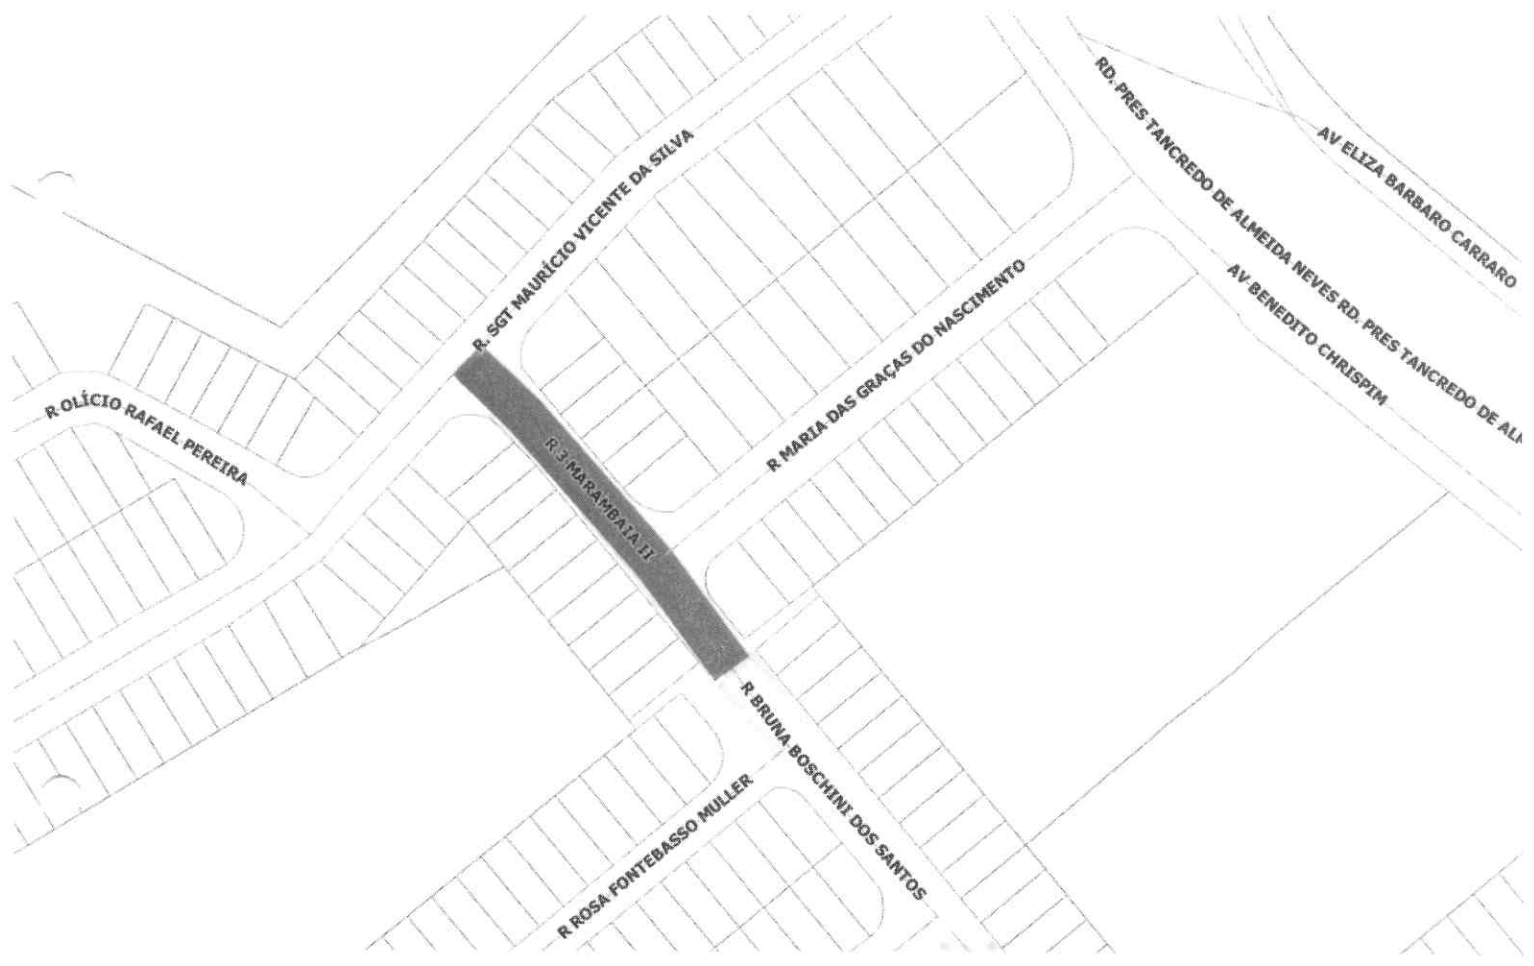 RD. PRES TANCREDO DE ALMEIDA NEVES RD. PRES TANCREDO DE ALM
AV ELIZA BARBARO CARRARO
R. SGT MAURÍCIO VICENTE DA SILVA
AV BENEDITO CHRISPIM
R MARIA DAS GRAÇAS DO NASCIMENTO
R OLÍCIO RAFAEL PEREIRA
R 3 MARAMBAIA II
R BRUNA BOSCHINI DOS SANTOS
R ROSA FONTEBASSO MULLER